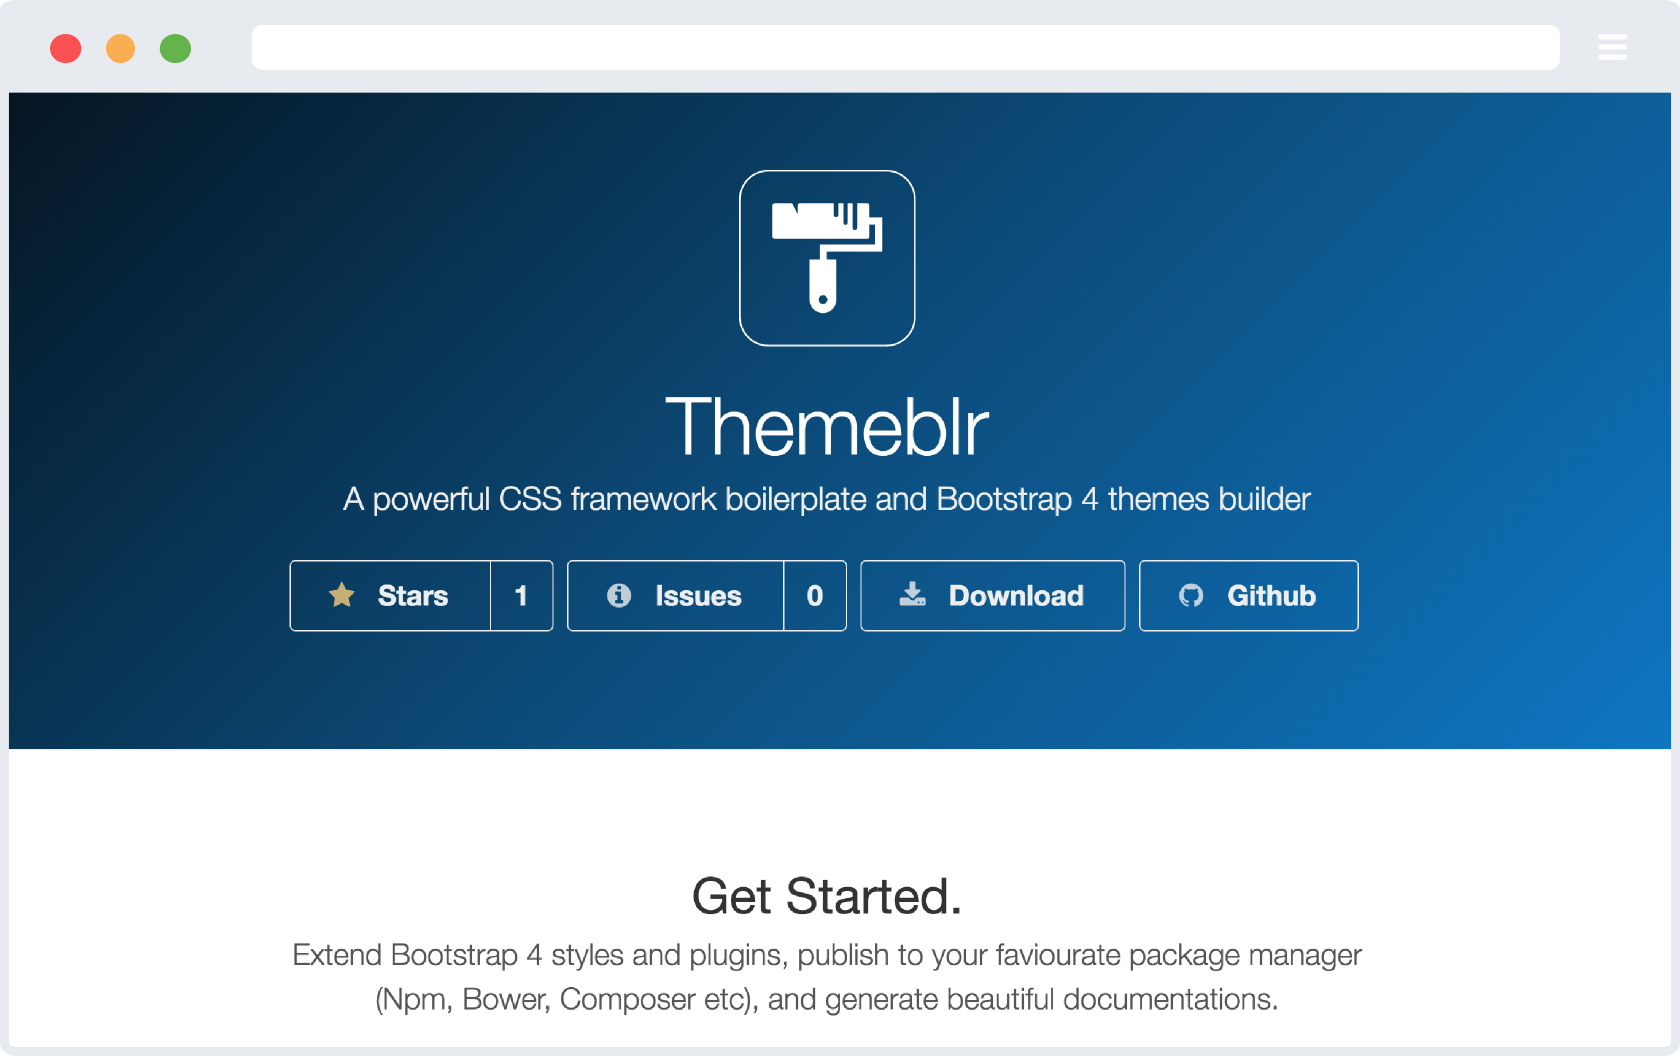 Themeblr
A powerful CSS framework boilerplate and Bootstrap 4 themes builder
Stars 1 Issues 0 Download Github
Get Started.
Extend Bootstrap 4 styles and plugins, publish to your faviourate package manager
(Npm, Bower, Composer etc), and generate beautiful documentations.